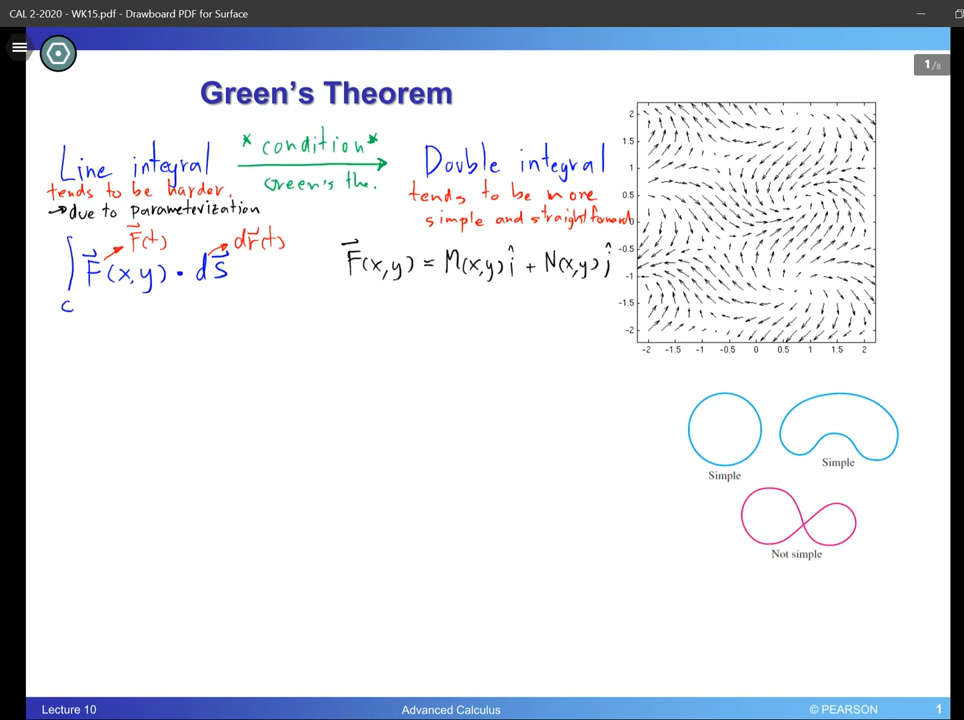 CAL 2-2020 - WK15.pdf - Drawboard PDF for Surface
1/8
Green's Theorem
Line integral
* condition *
Green's the.
Double integral
tends to be harder.
→due to parameterization
tends to be more
simple and straightforward
F⃗(t)
dr⃗(t)
∫ F⃗(x,y) • ds⃗
C
F⃗(x,y) = M(x,y) î + N(x,y) ĵ
2
1.5
1
0.5
0
-0.5
-1
-1.5
-2
-2 -1.5 -1 -0.5 0 0.5 1 1.5 2
Simple
Simple
Not simple
Lecture 10
Advanced Calculus
© PEARSON
1